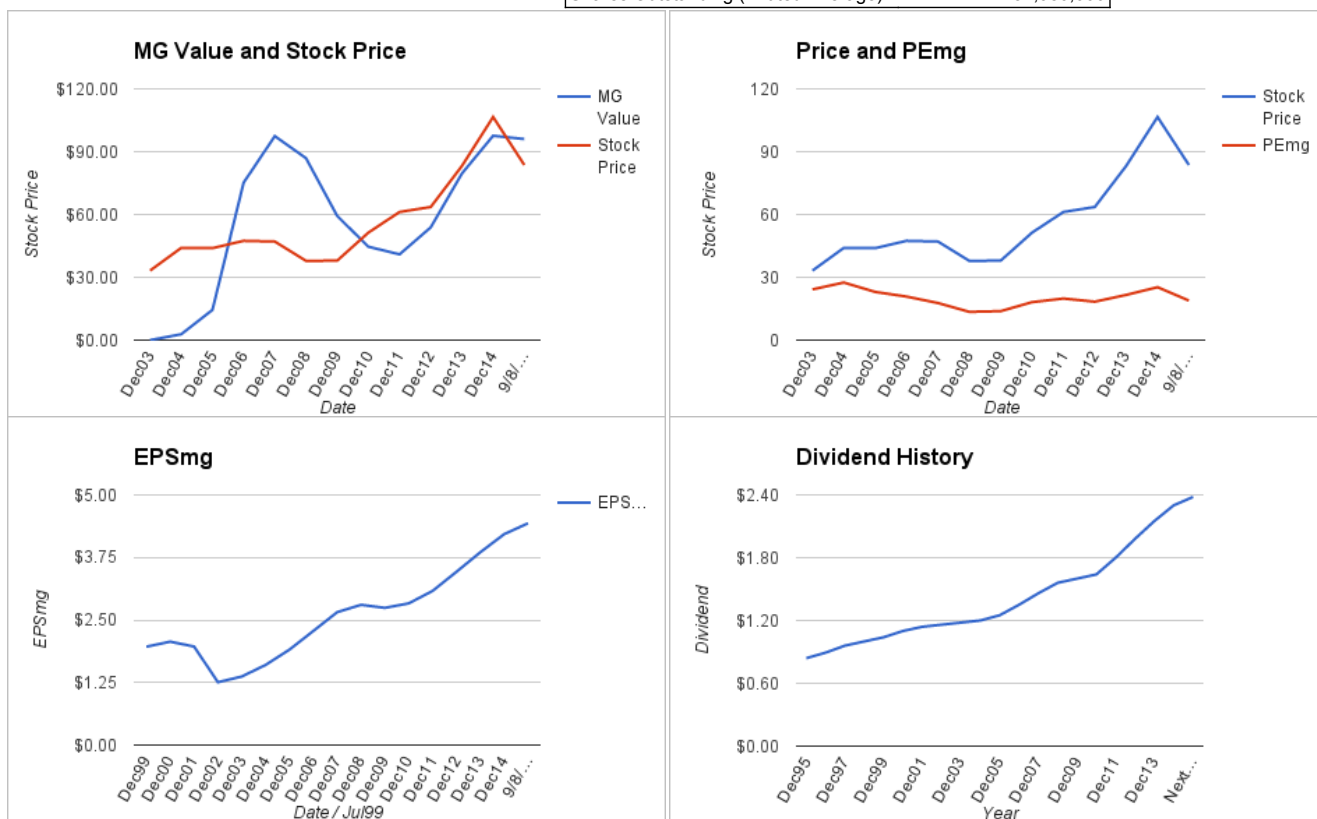 MG Value and Stock Price
$120.00
$90.00
$60.00
$30.00
$0.00
Stock Price
MG
Value
Stock
Price
Dec03
Dec04
Dec05
Dec06
Dec07
Dec08
Dec09
Dec10
Dec11
Dec12
Dec13
Dec14
9/8/...
Date
Price and PEmg
120
90
60
30
0
Stock Price
Stock
Price
PEmg
Dec03
Dec04
Dec05
Dec06
Dec07
Dec08
Dec09
Dec10
Dec11
Dec12
Dec13
Dec14
9/8/...
Date
EPSmg
$5.00
$3.75
$2.50
$1.25
$0.00
EPSmg
EPS...
Dec99
Dec00
Dec01
Dec02
Dec03
Dec04
Dec05
Dec06
Dec07
Dec08
Dec09
Dec10
Dec11
Dec12
Dec13
Dec14
9/8/...
Date / Jul99
Dividend History
$2.40
$1.80
$1.20
$0.60
$0.00
Dividend
Dec95
Dec97
Dec99
Dec01
Dec03
Dec05
Dec07
Dec09
Dec11
Dec13
Next...
Year